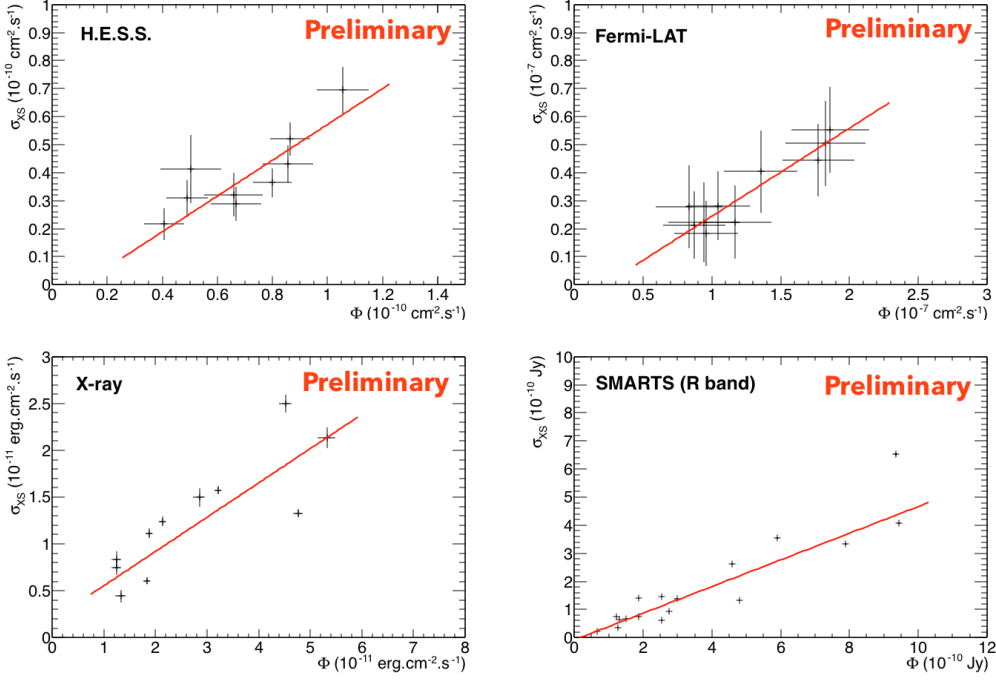 H.E.S.S.
Preliminary
σXS (10-10 cm-2.s-1)
1
0.9
0.8
0.7
0.6
0.5
0.4
0.3
0.2
0.1
0
0 0.2 0.4 0.6 0.8 1 1.2 1.4
Φ (10-10 cm-2.s-1)
Fermi-LAT
Preliminary
σXS (10-7 cm-2.s-1)
1
0.9
0.8
0.7
0.6
0.5
0.4
0.3
0.2
0.1
0
0 0.5 1 1.5 2 2.5 3
Φ (10-7 cm-2.s-1)
X-ray
Preliminary
σXS (10-11 erg.cm-2.s-1)
3
2.5
2
1.5
1
0.5
0
0 1 2 3 4 5 6 7 8
Φ (10-11 erg.cm-2.s-1)
SMARTS (R band)
Preliminary
σXS (10-10 Jy)
10
9
8
7
6
5
4
3
2
1
0
0 2 4 6 8 10 12
Φ (10-10 Jy)